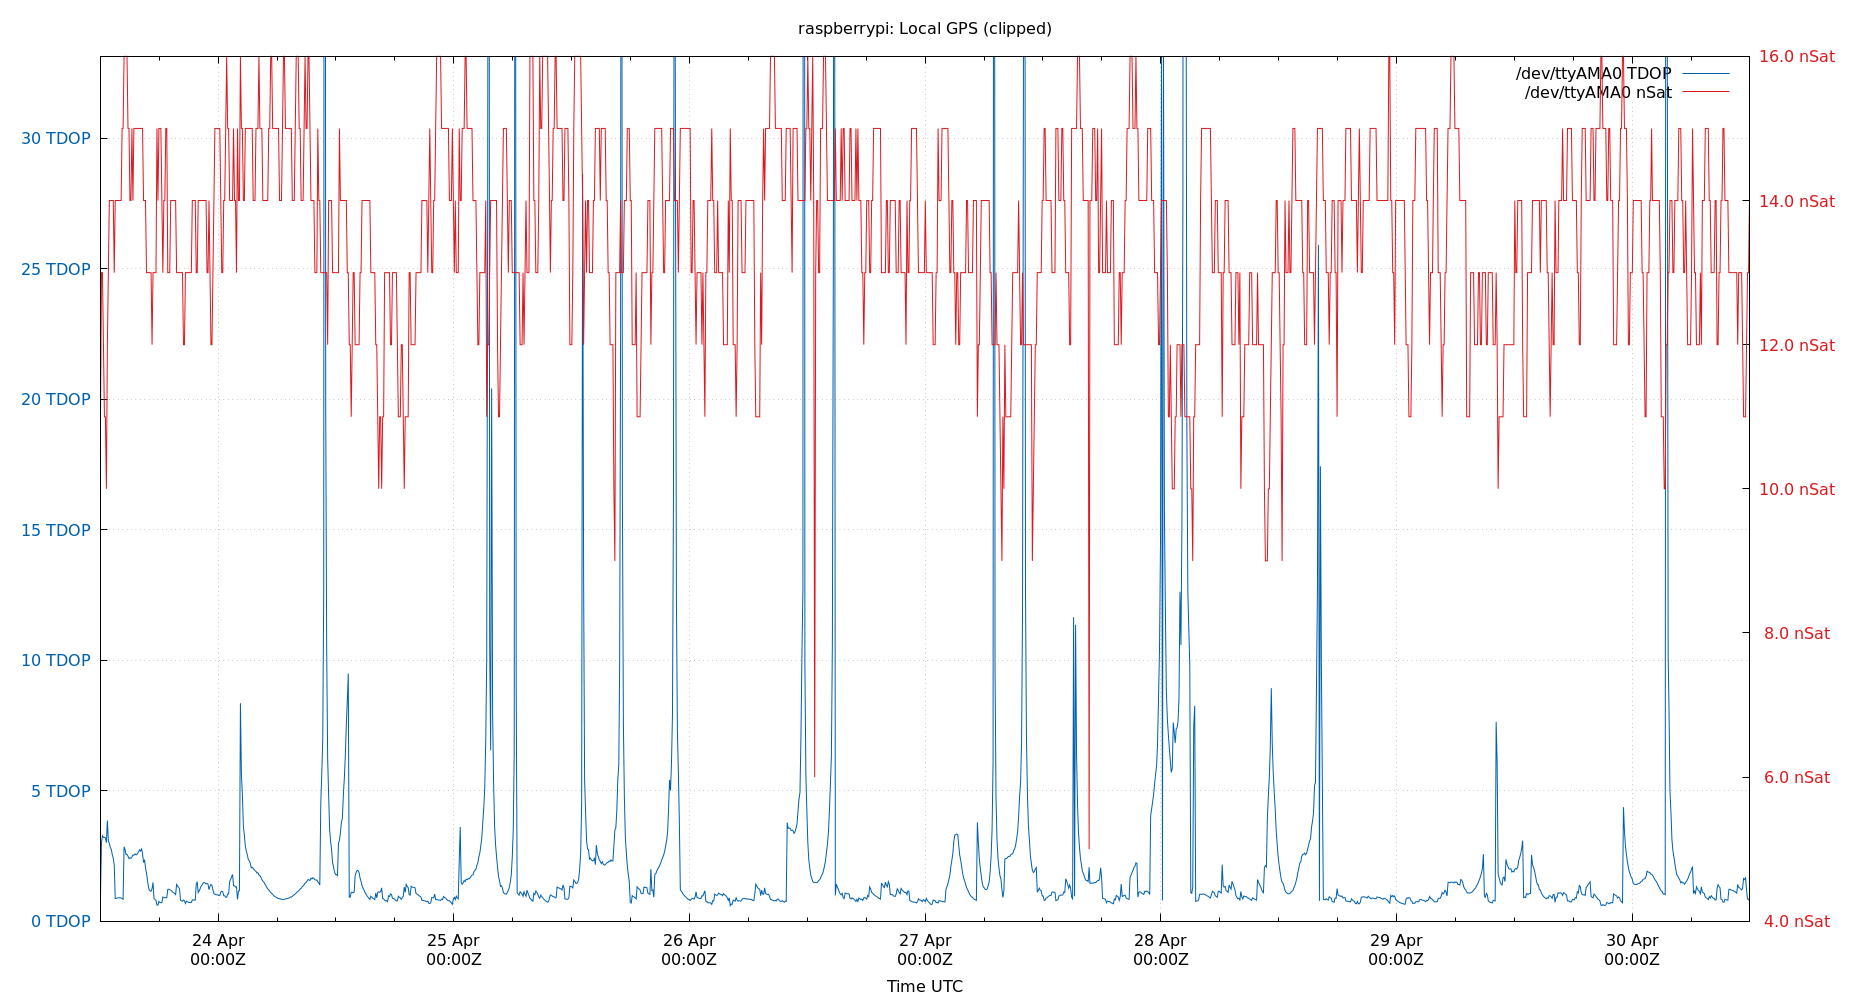 raspberrypi: Local GPS (clipped)
/dev/ttyAMA0 TDOP
/dev/ttyAMA0 nSat
30 TDOP
25 TDOP
20 TDOP
15 TDOP
10 TDOP
5 TDOP
0 TDOP
16.0 nSat
14.0 nSat
12.0 nSat
10.0 nSat
8.0 nSat
6.0 nSat
4.0 nSat
24 Apr
00:00Z
25 Apr
00:00Z
26 Apr
00:00Z
27 Apr
00:00Z
28 Apr
00:00Z
29 Apr
00:00Z
30 Apr
00:00Z
Time UTC